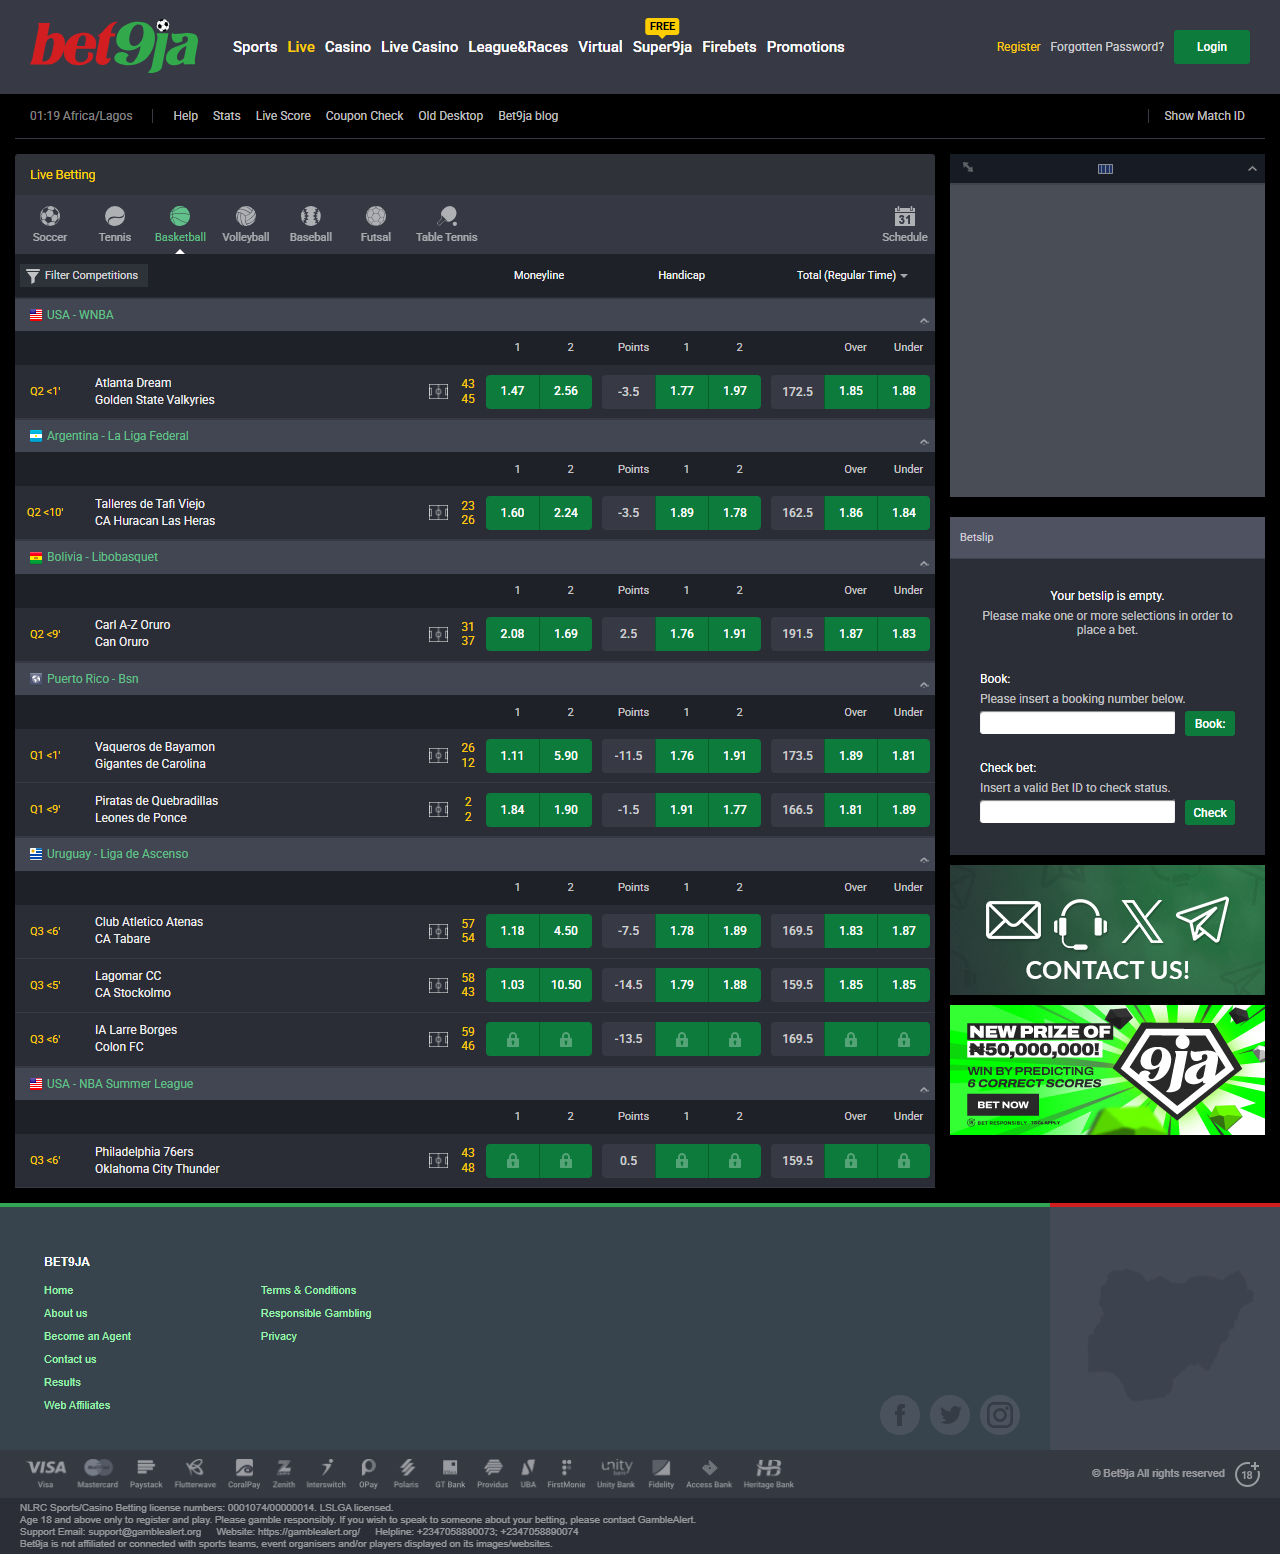 bet9ja
Sports Live Casino Live Casino League&Races Virtual Super9ja Firebets Promotions
FREE
Register Forgotten Password? Login
01:19 Africa/Lagos Help Stats Live Score Coupon Check Old Desktop Bet9ja blog Show Match ID
Live Betting
Soccer Tennis Basketball Volleyball Baseball Futsal Table Tennis 31 Schedule
Filter Competitions Moneyline Handicap Total (Regular Time)
USA - WNBA
1 2 Points 1 2 Over Under
Q2 <1' Atlanta Dream 43 1.47 2.56 -3.5 1.77 1.97 172.5 1.85 1.88
Golden State Valkyries 45
Argentina - La Liga Federal
1 2 Points 1 2 Over Under
Q2 <10' Talleres de Tafi Viejo 23 1.60 2.24 -3.5 1.89 1.78 162.5 1.86 1.84
CA Huracan Las Heras 26
Bolivia - Libobasquet
1 2 Points 1 2 Over Under
Q2 <9' Carl A-Z Oruro 31 2.08 1.69 2.5 1.76 1.91 191.5 1.87 1.83
Can Oruro 37
Puerto Rico - Bsn
1 2 Points 1 2 Over Under
Q1 <1' Vaqueros de Bayamon 26 1.11 5.90 -11.5 1.76 1.91 173.5 1.89 1.81
Gigantes de Carolina 12
Q1 <9' Piratas de Quebradillas 2 1.84 1.90 -1.5 1.91 1.77 166.5 1.81 1.89
Leones de Ponce 2
Uruguay - Liga de Ascenso
1 2 Points 1 2 Over Under
Q3 <6' Club Atletico Atenas 57 1.18 4.50 -7.5 1.78 1.89 169.5 1.83 1.87
CA Tabare 54
Q3 <5' Lagomar CC 58 1.03 10.50 -14.5 1.79 1.88 159.5 1.85 1.85
CA Stockolmo 43
Q3 <6' IA Larre Borges 59 -13.5 169.5
Colon FC 46
USA - NBA Summer League
1 2 Points 1 2 Over Under
Q3 <6' Philadelphia 76ers 43 0.5 159.5
Oklahoma City Thunder 48
Betslip
Your betslip is empty.
Please make one or more selections in order to
place a bet.
Book:
Please insert a booking number below.
Book:
Check bet:
Insert a valid Bet ID to check status.
Check
CONTACT US!
NEW PRIZE OF
₦50,000,000!
WIN BY PREDICTING
6 CORRECT SCORES
BET NOW
BET RESPONSIBLY. T&Cs APPLY
9ja
BET9JA
Home Terms & Conditions
About us Responsible Gambling
Become an Agent Privacy
Contact us
Results
Web Affiliates
VISA unity bank HB
Visa Mastercard Paystack Flutterwave CoralPay Zenith Interswitch OPay Polaris GT Bank Providus UBA FirstMonie Unity Bank Fidelity Access Bank Heritage Bank
© Bet9ja All rights reserved 18+
NLRC Sports/Casino Betting license numbers: 0001074/00000014. LSLGA licensed.
Age 18 and above only to register and play. Please gamble responsibly. If you wish to speak to someone about your betting, please contact GambleAlert.
Support Email: support@gamblealert.org Website: https://gamblealert.org/ Helpline: +2347058890073; +2347058890074
Bet9ja is not affiliated or connected with sports teams, event organisers and/or players displayed on its images/websites.